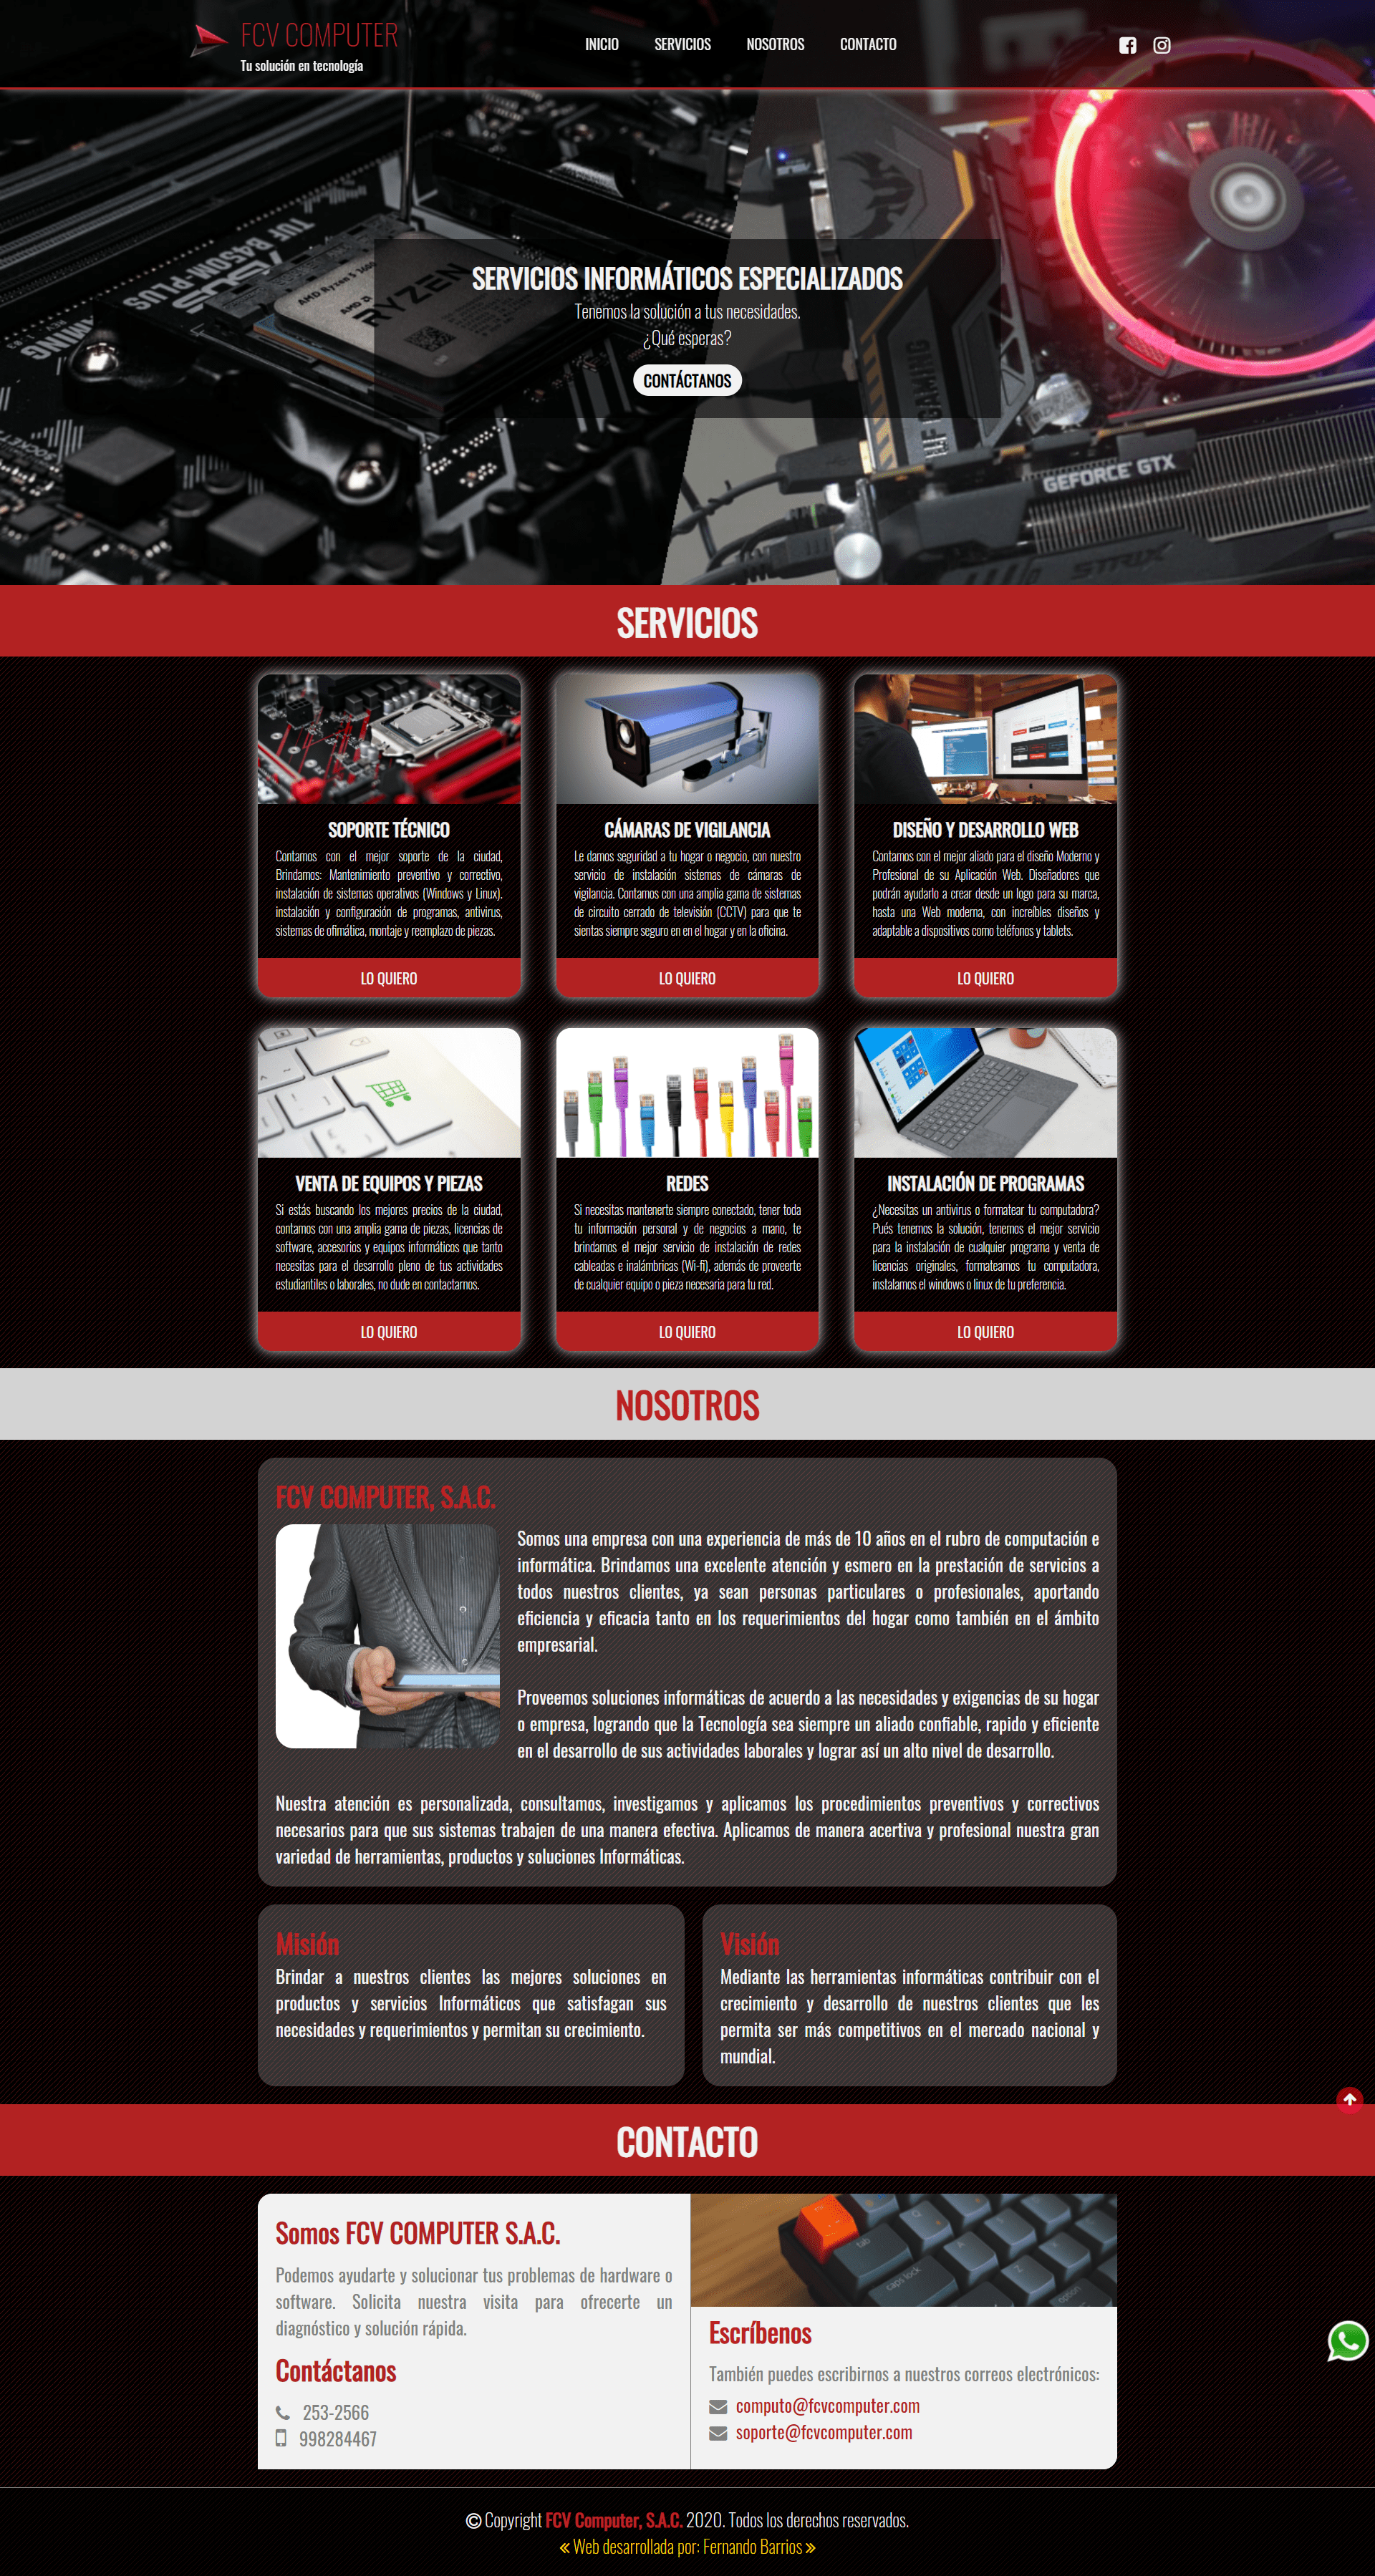 FCV COMPUTER
Tu solución en tecnología
INICIO
SERVICIOS
NOSOTROS
CONTACTO
ASUS
TUF B450M-PLUS
AMD Ryzen 5
RYZEN
GEFORCE GTX
STRIX
SERVICIOS INFORMÁTICOS ESPECIALIZADOS
Tenemos la solución a tus necesidades.
¿Qué esperas?
CONTÁCTANOS
SERVICIOS
SOPORTE TÉCNICO
Contamos con el mejor soporte de la ciudad,
Brindamos: Mantenimiento preventivo y correctivo,
instalación de sistemas operativos (Windows y Linux).
instalación y configuración de programas, antivirus,
sistemas de ofimática, montaje y reemplazo de piezas.
LO QUIERO
CÁMARAS DE VIGILANCIA
Le damos seguridad a tu hogar o negocio, con nuestro
servicio de instalación sistemas de cámaras de
vigilancia. Contamos con una amplia gama de sistemas
de circuito cerrado de televisión (CCTV) para que te
sientas siempre seguro en en el hogar y en la oficina.
LO QUIERO
DISEÑO Y DESARROLLO WEB
Contamos con el mejor aliado para el diseño Moderno y
Profesional de su Aplicación Web. Diseñadores que
podrán ayudarlo a crear desde un logo para su marca,
hasta una Web moderna, con increíbles diseños y
adaptable a dispositivos como teléfonos y tablets.
LO QUIERO
VENTA DE EQUIPOS Y PIEZAS
Si estás buscando los mejores precios de la ciudad,
contamos con una amplia gama de piezas, licencias de
software, accesorios y equipos informáticos que tanto
necesitas para el desarrollo pleno de tus actividades
estudiantiles o laborales, no dude en contactarnos.
LO QUIERO
REDES
Si necesitas mantenerte siempre conectado, tener toda
tu información personal y de negocios a mano, te
brindamos el mejor servicio de instalación de redes
cableadas e inalámbricas (Wi-fi), además de proveerte
de cualquier equipo o pieza necesaria para tu red.
LO QUIERO
INSTALACIÓN DE PROGRAMAS
¿Necesitas un antivirus o formatear tu computadora?
Pués tenemos la solución, tenemos el mejor servicio
para la instalación de cualquier programa y venta de
licencias originales, formateamos tu computadora,
instalamos el windows o linux de tu preferencia.
LO QUIERO
NOSOTROS
FCV COMPUTER, S.A.C.
Somos una empresa con una experiencia de más de 10 años en el rubro de computación e
informática. Brindamos una excelente atención y esmero en la prestación de servicios a
todos nuestros clientes, ya sean personas particulares o profesionales, aportando
eficiencia y eficacia tanto en los requerimientos del hogar como también en el ámbito
empresarial.
Proveemos soluciones informáticas de acuerdo a las necesidades y exigencias de su hogar
o empresa, logrando que la Tecnología sea siempre un aliado confiable, rapido y eficiente
en el desarrollo de sus actividades laborales y lograr así un alto nivel de desarrollo.
Nuestra atención es personalizada, consultamos, investigamos y aplicamos los procedimientos preventivos y correctivos
necesarios para que sus sistemas trabajen de una manera efectiva. Aplicamos de manera acertiva y profesional nuestra gran
variedad de herramientas, productos y soluciones Informáticas.
Misión
Brindar a nuestros clientes las mejores soluciones en
productos y servicios Informáticos que satisfagan sus
necesidades y requerimientos y permitan su crecimiento.
Visión
Mediante las herramientas informáticas contribuir con el
crecimiento y desarrollo de nuestros clientes que les
permita ser más competitivos en el mercado nacional y
mundial.
CONTACTO
Somos FCV COMPUTER S.A.C.
Podemos ayudarte y solucionar tus problemas de hardware o
software. Solicita nuestra visita para ofrecerte un
diagnóstico y solución rápida.
Contáctanos
253-2566
998284467
tab
caps lock
option
Escríbenos
También puedes escribirnos a nuestros correos electrónicos:
computo@fcvcomputer.com
soporte@fcvcomputer.com
© Copyright FCV Computer, S.A.C. 2020. Todos los derechos reservados.
« Web desarrollada por: Fernando Barrios »